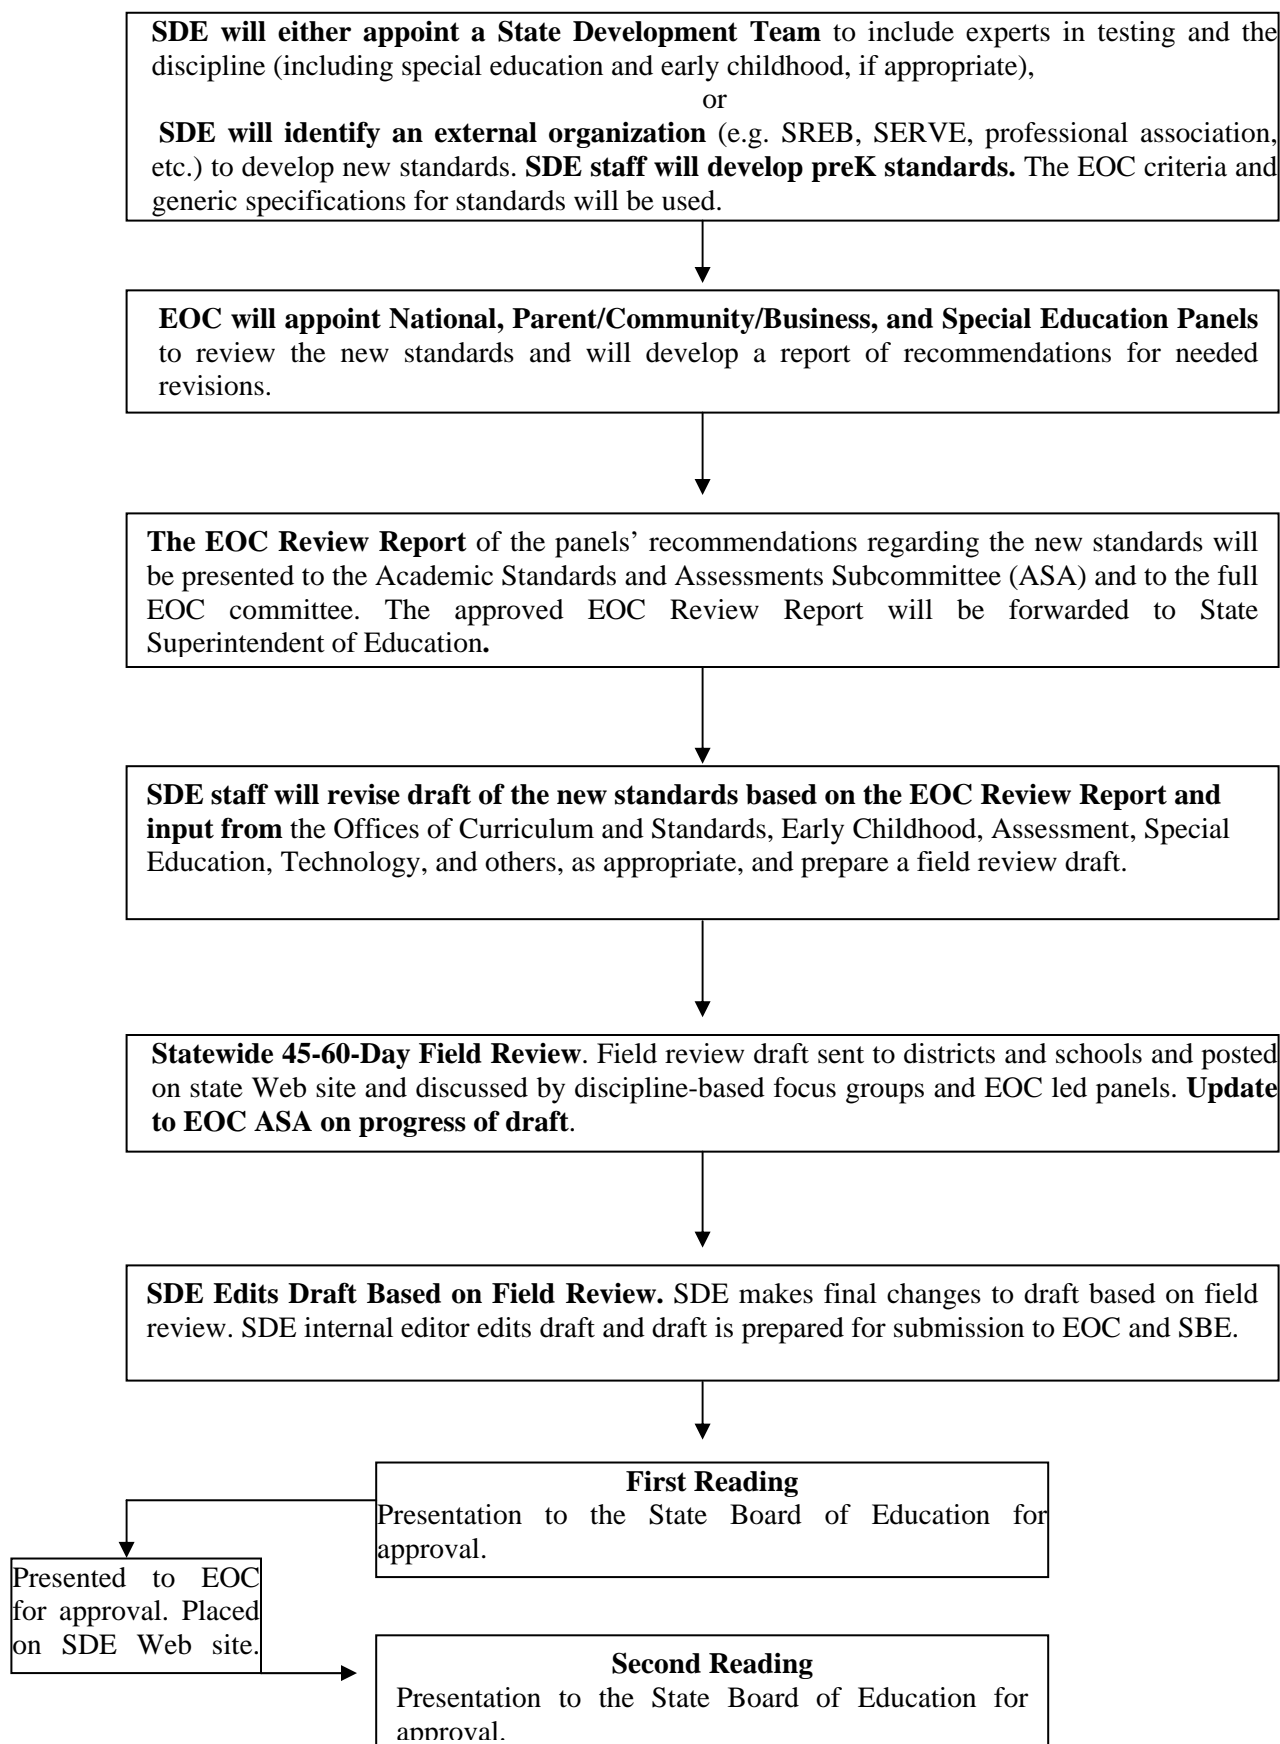 SDE will either appoint a State Development Team to include experts in testing and the
discipline (including special education and early childhood, if appropriate),
or
SDE will identify an external organization (e.g. SREB, SERVE, professional association,
etc.) to develop new standards. SDE staff will develop preK standards. The EOC criteria and
generic specifications for standards will be used.
EOC will appoint National, Parent/Community/Business, and Special Education Panels
to review the new standards and will develop a report of recommendations for needed
revisions.
The EOC Review Report of the panels’ recommendations regarding the new standards will
be presented to the Academic Standards and Assessments Subcommittee (ASA) and to the full
EOC committee. The approved EOC Review Report will be forwarded to State
Superintendent of Education.
SDE staff will revise draft of the new standards based on the EOC Review Report and
input from the Offices of Curriculum and Standards, Early Childhood, Assessment, Special
Education, Technology, and others, as appropriate, and prepare a field review draft.
Statewide 45-60-Day Field Review. Field review draft sent to districts and schools and posted
on state Web site and discussed by discipline-based focus groups and EOC led panels. Update
to EOC ASA on progress of draft.
SDE Edits Draft Based on Field Review. SDE makes final changes to draft based on field
review. SDE internal editor edits draft and draft is prepared for submission to EOC and SBE.
First Reading
Presentation to the State Board of Education for
approval.
Presented to EOC
for approval. Placed
on SDE Web site.
Second Reading
Presentation to the State Board of Education for
approval.